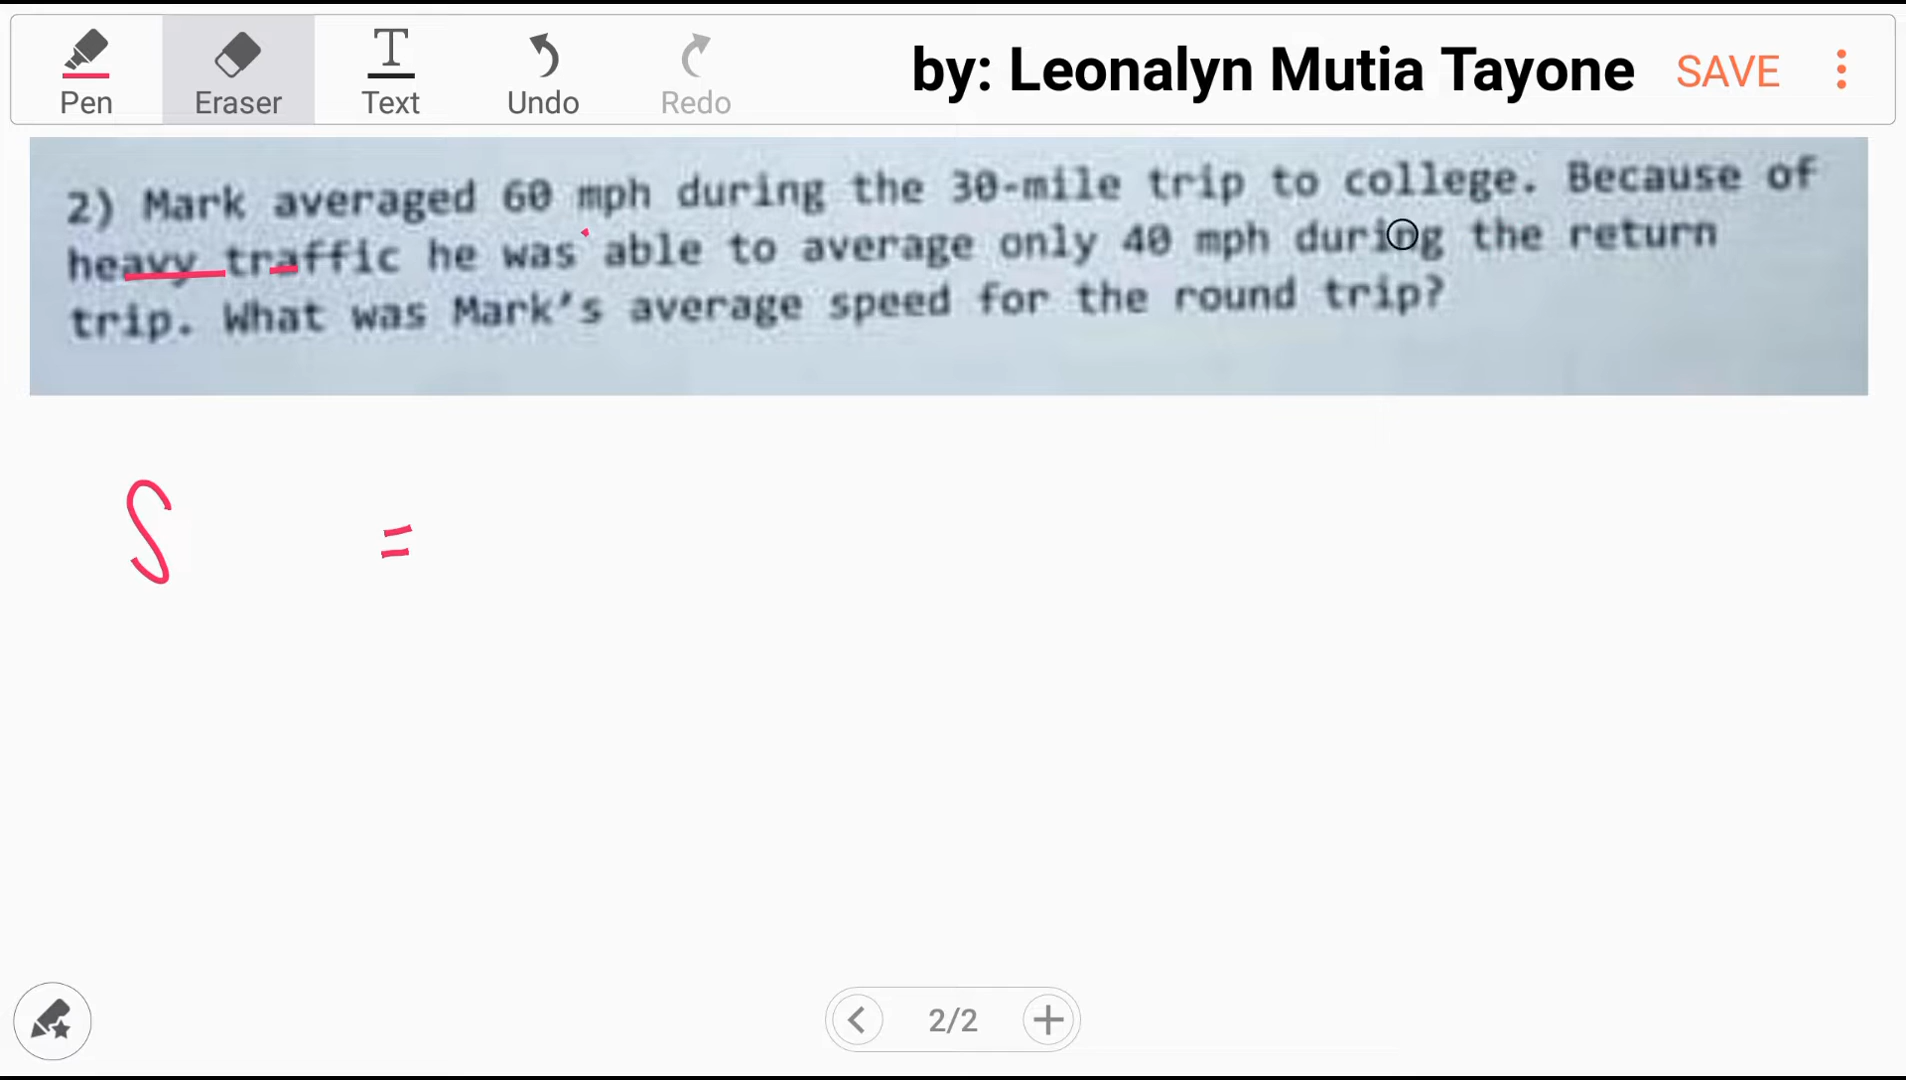 Pen
Eraser
Text
Undo
Redo
by: Leonalyn Mutia Tayone
SAVE
2) Mark averaged 60 mph during the 30-mile trip to college. Because of
heavy traffic he was able to average only 40 mph during the return
trip. What was Mark's average speed for the round trip?
S =
2/2